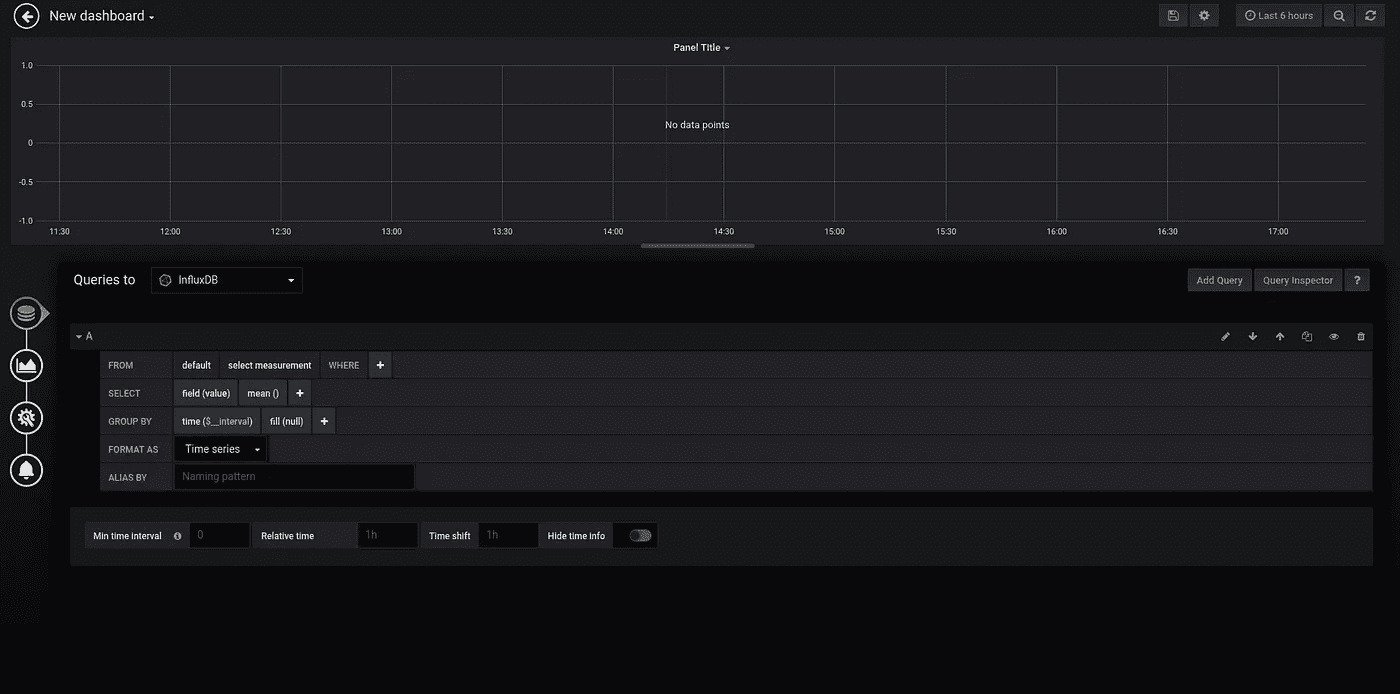 New dashboard
Last 6 hours
Panel Title
1.0
0.5
No data points
0
-0.5
-1.0
11:30 12:00 12:30 13:00 13:30 14:00 14:30 15:00 15:30 16:00 16:30 17:00
Queries to InfluxDB Add Query Query Inspector ?
A
FROM default select measurement WHERE +
SELECT field (value) mean () +
GROUP BY time ($__interval) fill (null) +
FORMAT AS Time series
ALIAS BY Naming pattern
Min time interval 0 Relative time 1h Time shift 1h Hide time info